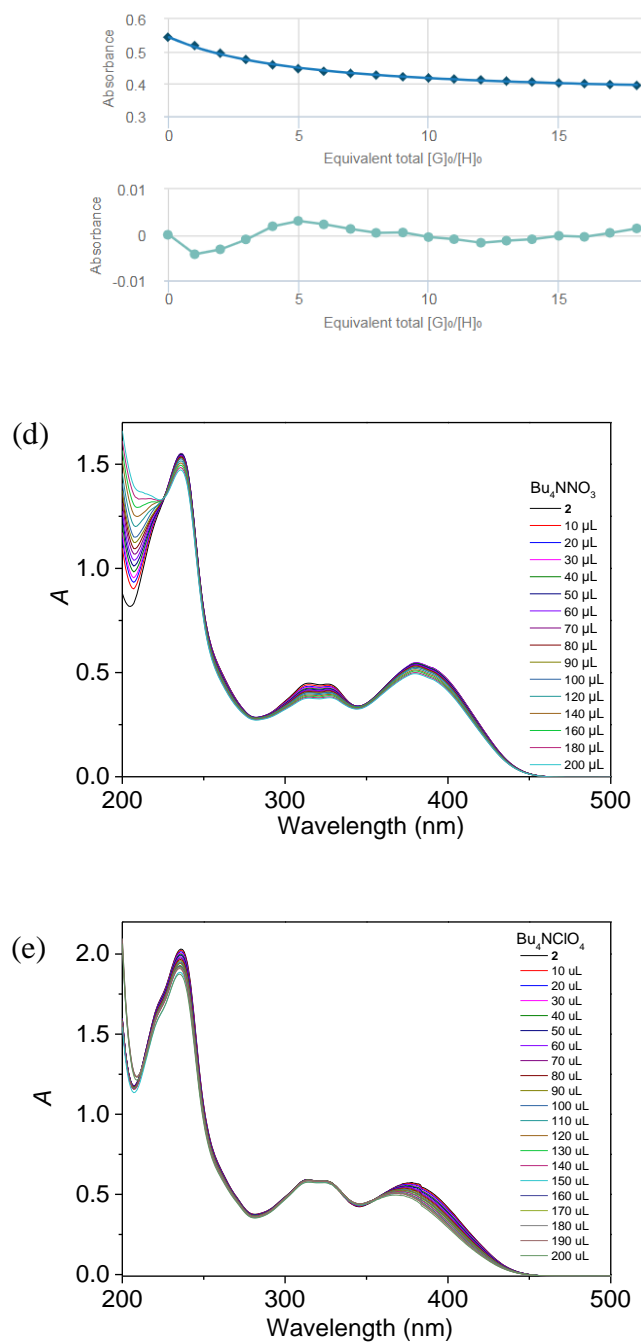 0.6
0.5
0.4
0.3
Absorbance
0 5 10 15
Equivalent total [G]₀/[H]₀
0.01
0
-0.01
Absorbance
0 5 10 15
Equivalent total [G]₀/[H]₀
(d)
1.5
1.0
0.5
0.0
A
200 300 400 500
Wavelength (nm)
Bu₄NNO₃
2
10 µL
20 µL
30 µL
40 µL
50 µL
60 µL
70 µL
80 µL
90 µL
100 µL
120 µL
140 µL
160 µL
180 µL
200 µL
(e)
2.0
1.5
1.0
0.5
0.0
A
200 300 400 500
Wavelength (nm)
Bu₄NClO₄
2
10 uL
20 uL
30 uL
40 uL
50 uL
60 uL
70 uL
80 uL
90 uL
100 uL
110 uL
120 uL
130 uL
140 uL
150 uL
160 uL
170 uL
180 uL
190 uL
200 uL